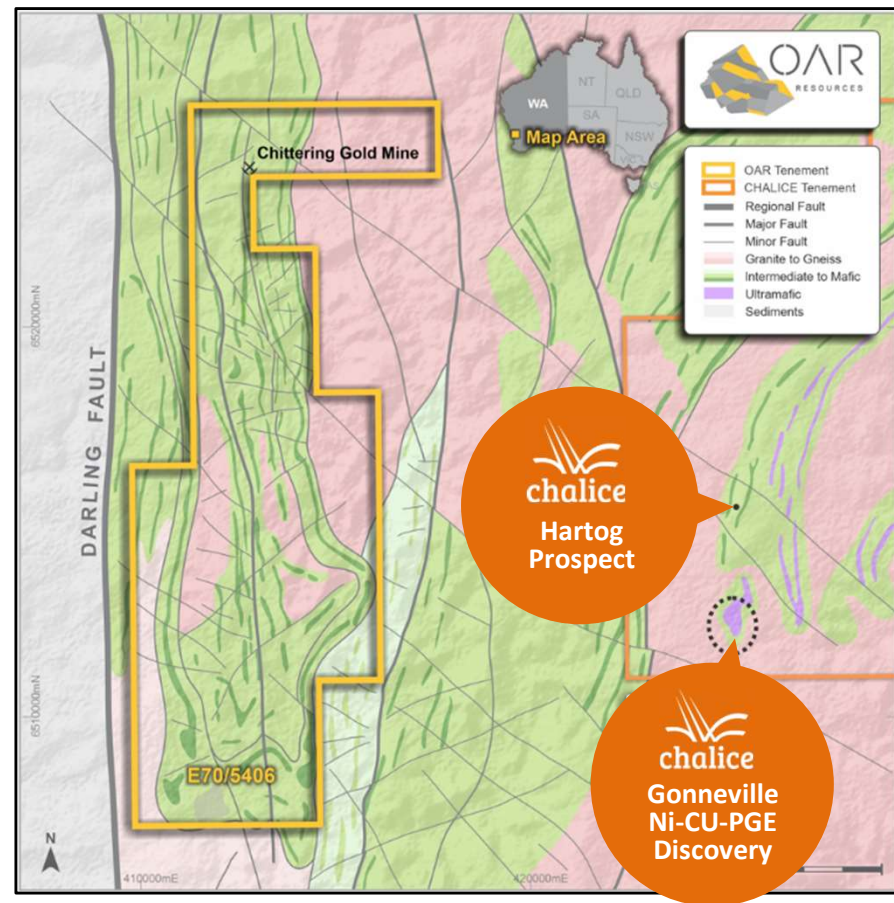 OAR
RESOURCES
NT
QLD
WA
SA
NSW
Map Area
Chittering Gold Mine
OAR Tenement
CHALICE Tenement
Regional Fault
Major Fault
Minor Fault
Granite to Gneiss
Intermediate to Mafic
Ultramafic
Sediments
6520000mN
DARLING FAULT
chalice
Hartog
Prospect
6510000mN
chalice
Gonneville
Ni-CU-PGE
Discovery
E70/5406
N
410000mE
420000mE